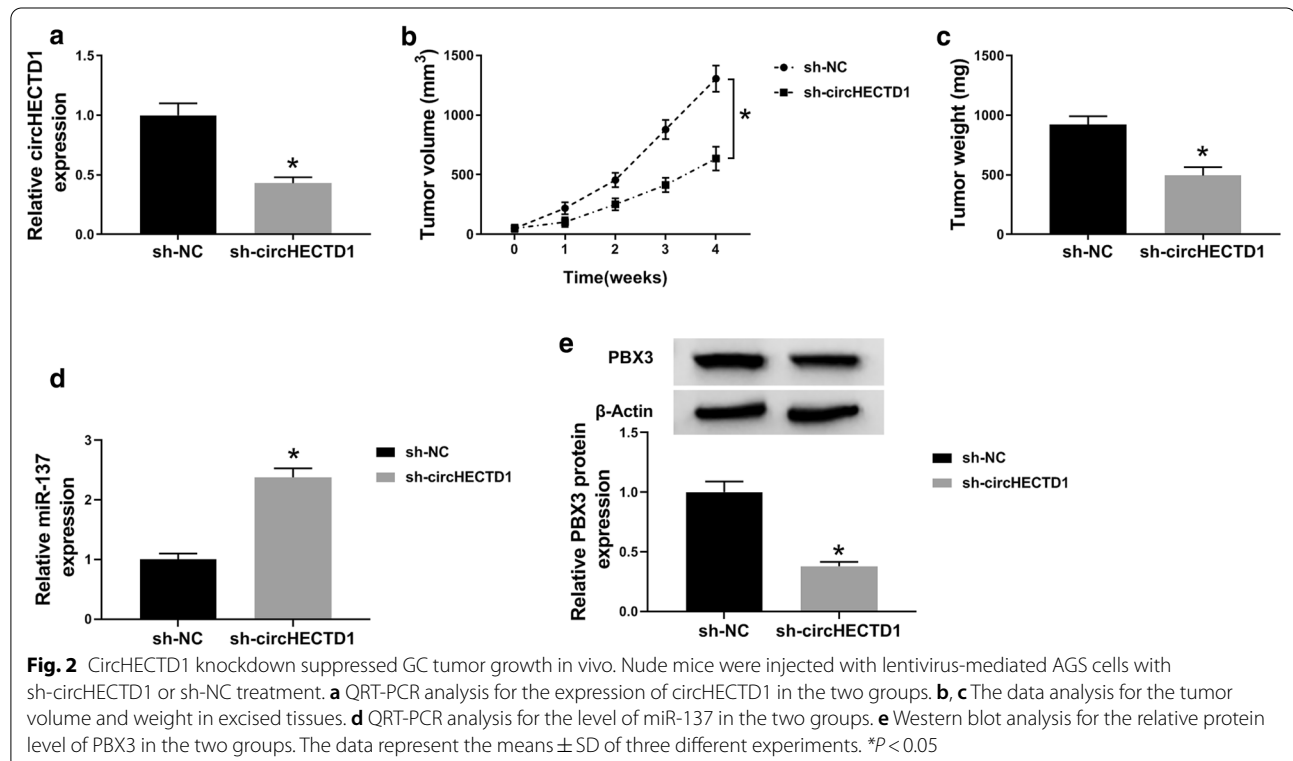 a
Relative circHECTD1
expression
1.5
1.0
0.5
0.0
*
sh-NC
sh-circHECTD1
b
Tumor volume (mm³)
1500
1000
500
0
0
1
2
3
4
Time(weeks)
sh-NC
sh-circHECTD1
*
c
Tumor weight (mg)
1500
1000
500
0
*
sh-NC
sh-circHECTD1
d
Relative miR-137
expression
3
2
1
0
*
sh-NC
sh-circHECTD1
sh-NC
sh-circHECTD1
e
PBX3
β-Actin
Relative PBX3 protein
expression
1.5
1.0
0.5
0.0
*
sh-NC
sh-circHECTD1
sh-NC
sh-circHECTD1
Fig. 2 CircHECTD1 knockdown suppressed GC tumor growth in vivo. Nude mice were injected with lentivirus-mediated AGS cells with
sh-circHECTD1 or sh-NC treatment. a QRT-PCR analysis for the expression of circHECTD1 in the two groups. b, c The data analysis for the tumor
volume and weight in excised tissues. d QRT-PCR analysis for the level of miR-137 in the two groups. e Western blot analysis for the relative protein
level of PBX3 in the two groups. The data represent the means ± SD of three different experiments. *P < 0.05